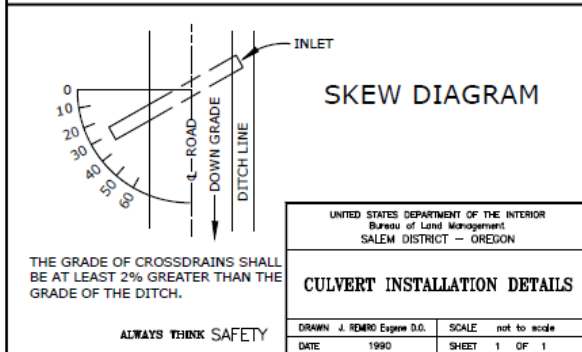 INLET
SKEW DIAGRAM
0
10
20
30
40
50
60
℄ ROAD
DOWN GRADE
DITCH LINE
THE GRADE OF CROSSDRAINS SHALL
BE AT LEAST 2% GREATER THAN THE
GRADE OF THE DITCH.
ALWAYS THINK SAFETY
UNITED STATES DEPARTMENT OF THE INTERIOR
Bureau of Land Management
SALEM DISTRICT – OREGON
CULVERT INSTALLATION DETAILS
DRAWN J. REMIRO Eugene D.O. SCALE not to scale
DATE 1990 SHEET 1 OF 1